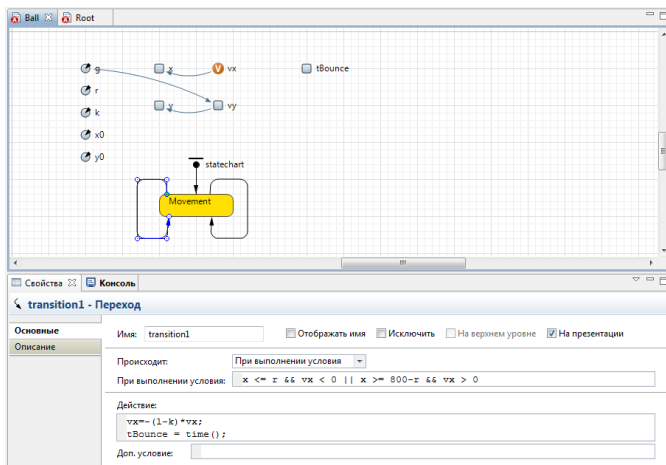 Ball Root
g x vx tBounce
r
k y vy
x0
y0
statechart
Movement
Свойства Консоль
transition1 - Переход
Основные
Описание
Имя: transition1 Отображать имя Исключить На верхнем уровне На презентации
Происходит: При выполнении условия
При выполнении условия: x <= r && vx < 0 || x >= 800-r && vx > 0
Действие:
vx=-(1-k)*vx;
tBounce = time();
Доп. условие: